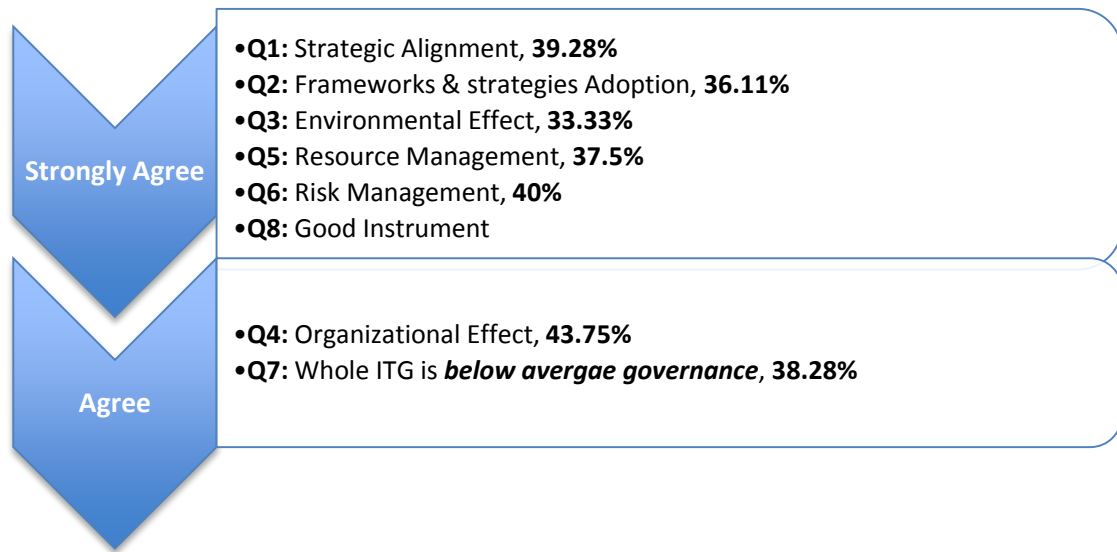 Strongly Agree
•Q1: Strategic Alignment, 39.28%
•Q2: Frameworks & strategies Adoption, 36.11%
•Q3: Environmental Effect, 33.33%
•Q5: Resource Management, 37.5%
•Q6: Risk Management, 40%
•Q8: Good Instrument
Agree
•Q4: Organizational Effect, 43.75%
•Q7: Whole ITG is below avergae governance, 38.28%